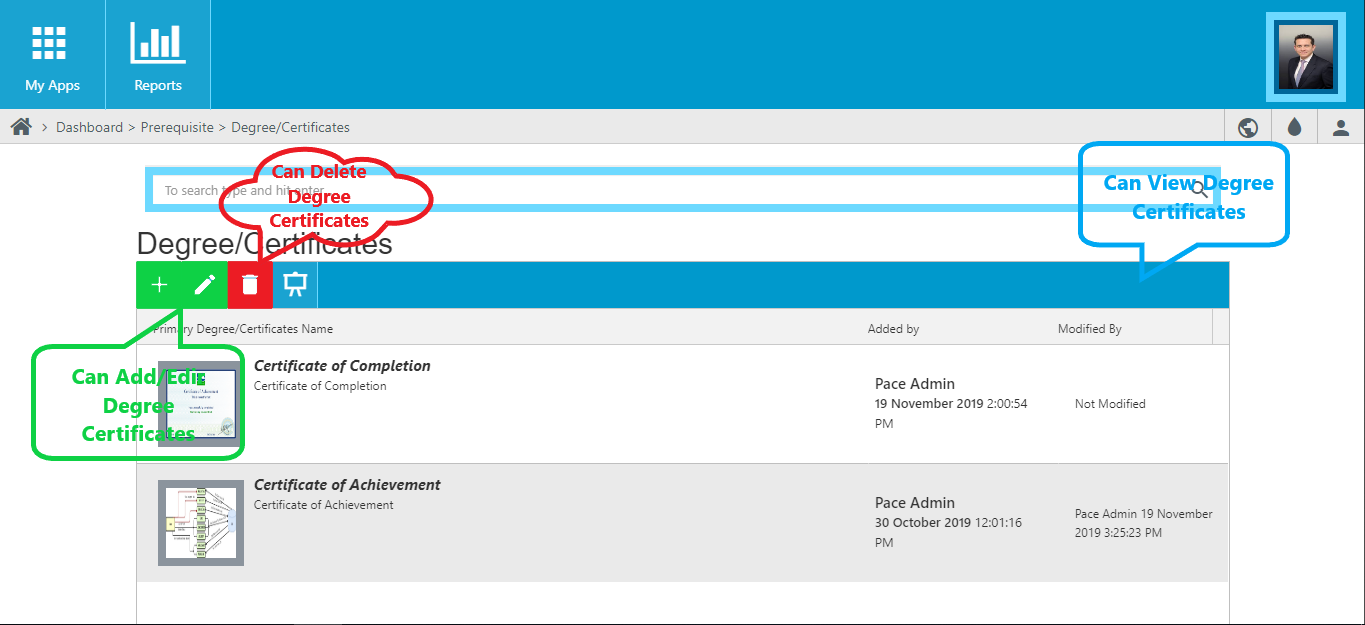 My Apps
Reports
Dashboard > Prerequisite > Degree/Certificates
To search type and hit enter
Can Delete
Degree
Certificates
Can View Degree
Certificates
Degree/Certificates
Primary Degree/Certificates Name
Added by
Modified By
Can Add/Edit
Degree
Certificates
Certificate of Completion
Certificate of Completion
Pace Admin
19 November 2019 2:00:54
PM
Not Modified
Certificate of Achievement
Certificate of Achievement
Pace Admin
30 October 2019 12:01:16
PM
Pace Admin 19 November
2019 3:25:23 PM